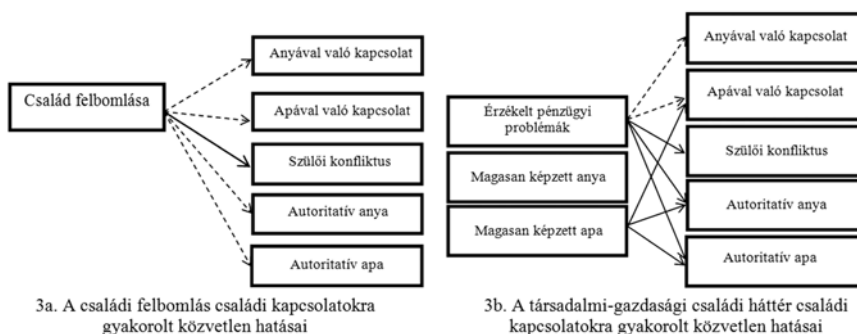 Család felbomlása
Anyával való kapcsolat
Apával való kapcsolat
Szülői konfliktus
Autoritatív anya
Autoritatív apa
3a. A családi felbomlás családi kapcsolatokra
gyakorolt közvetlen hatásai
Érzékelt pénzügyi
problémák
Magasan képzett anya
Magasan képzett apa
Anyával való kapcsolat
Apával való kapcsolat
Szülői konfliktus
Autoritatív anya
Autoritatív apa
3b. A társadalmi-gazdasági családi háttér családi
kapcsolatokra gyakorolt közvetlen hatásai